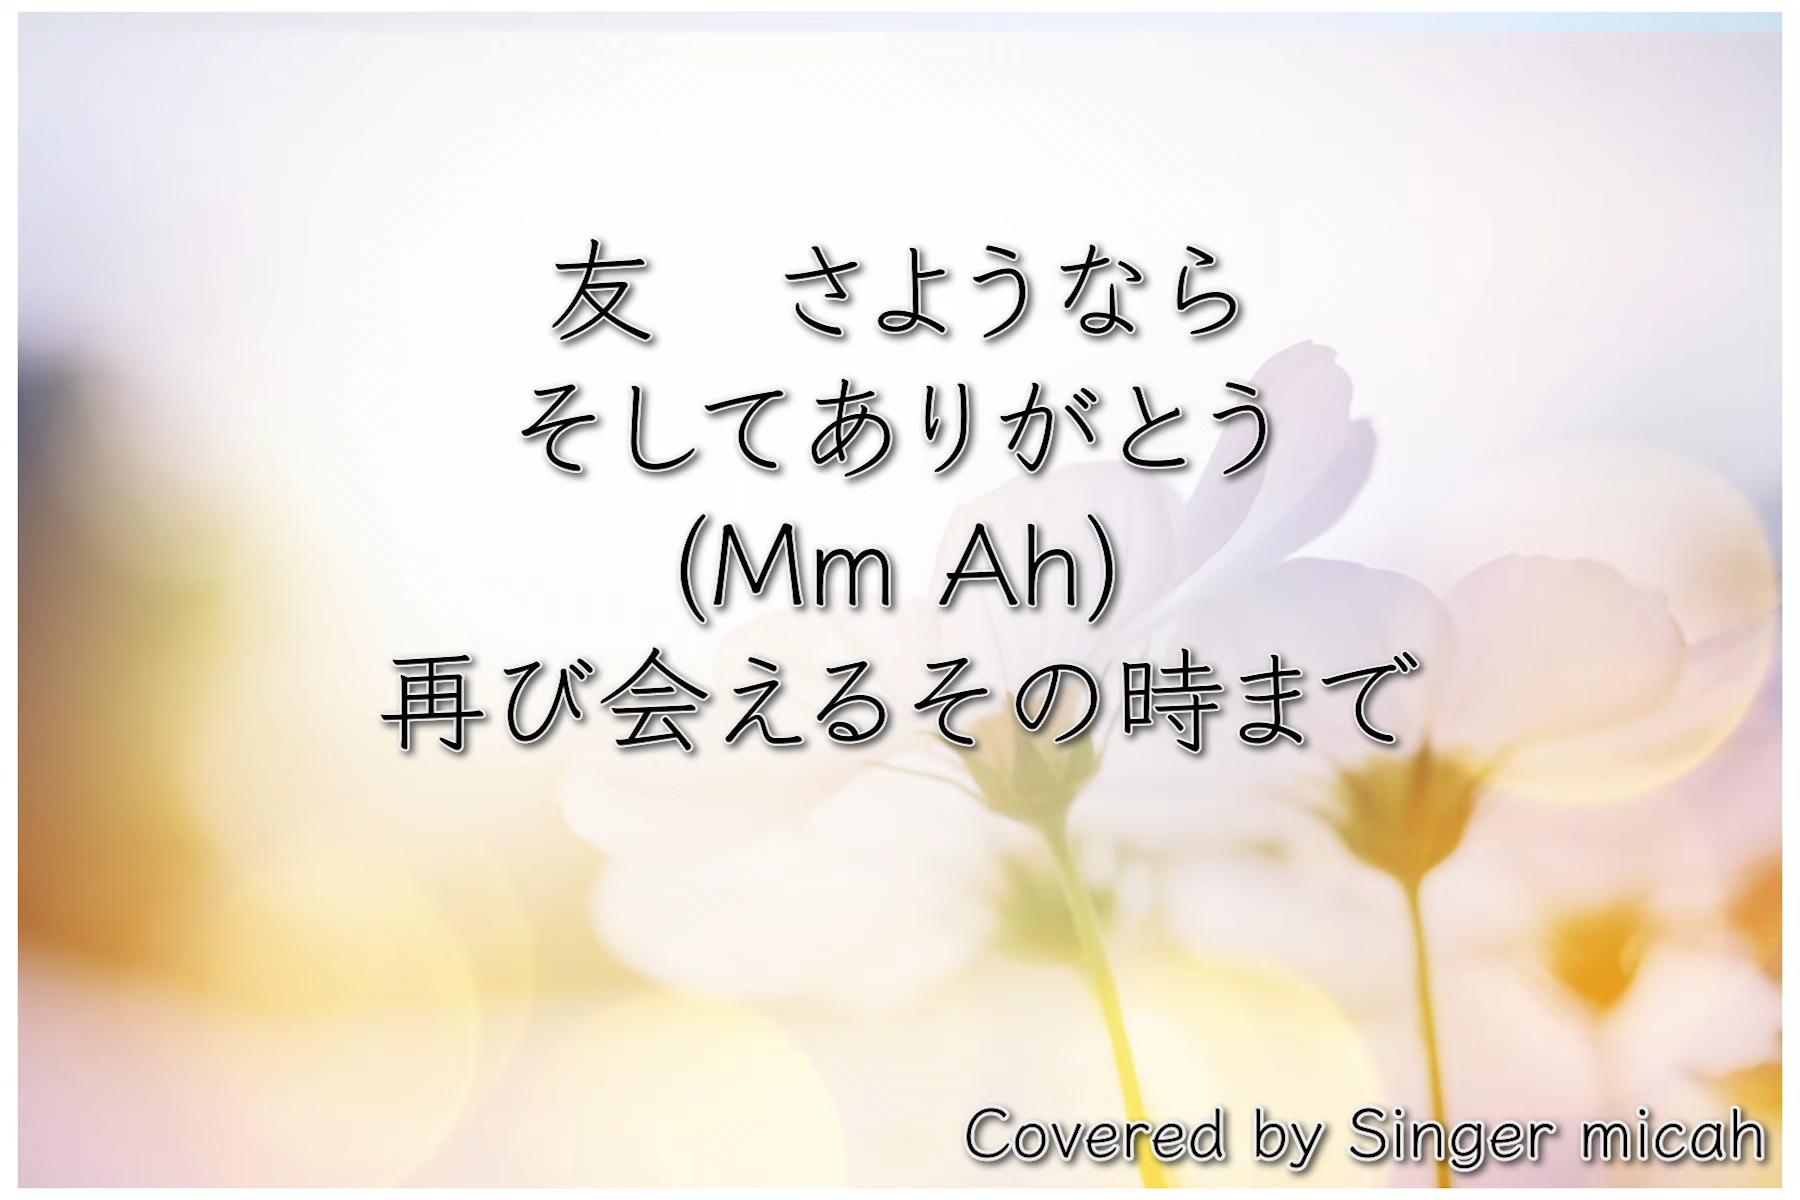 友　さようなら
そしてありがとう
(Mm Ah)
再び会えるその時まで
Covered by Singer micah